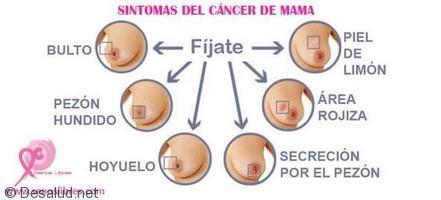 SINTOMAS DEL CÁNCER DE MAMA
Fíjate
BULTO
PIEL
DE
LIMÓN
PEZÓN
HUNDIDO
ÁREA
ROJIZA
HOYUELO
SECRECIÓN
POR EL PEZÓN
© Desalud.net